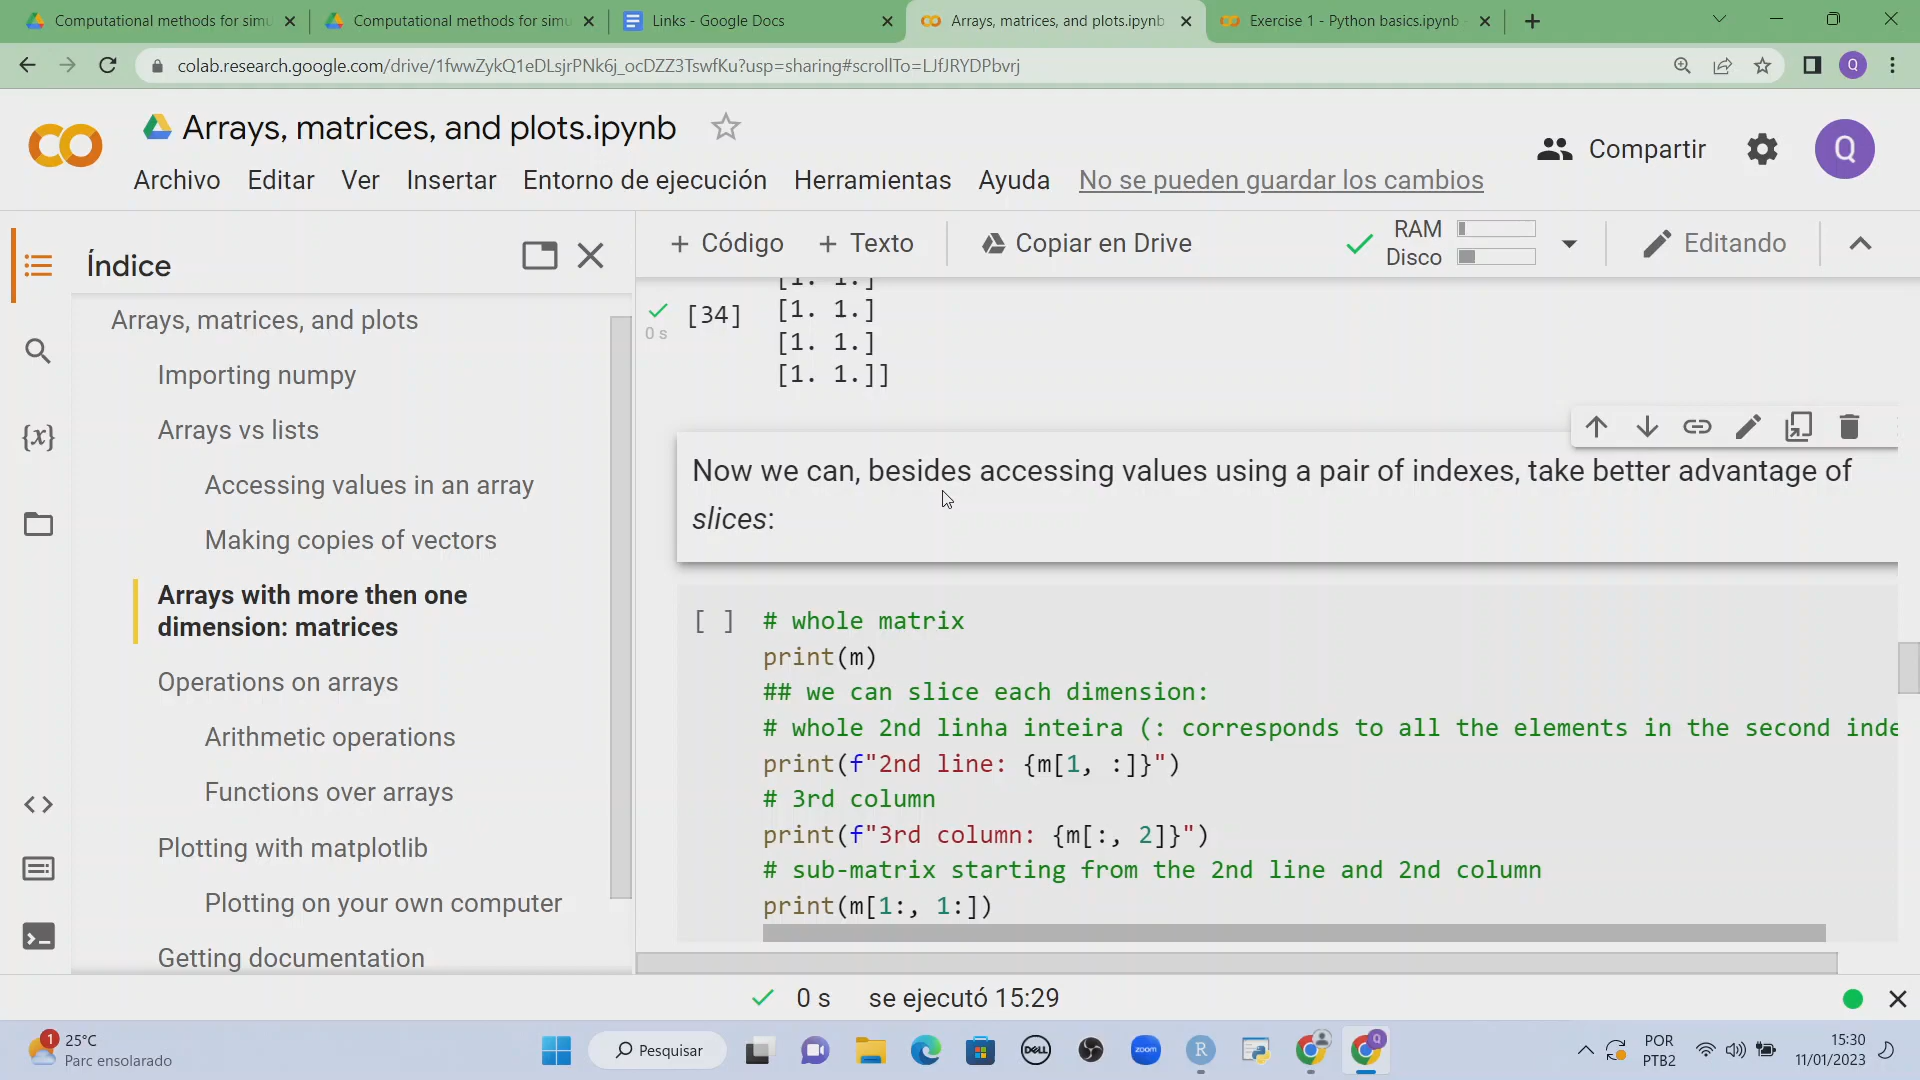 Computational methods for simu
Computational methods for simu
Links - Google Docs
Arrays, matrices, and plots.ipynb
Exercise 1 - Python basics.ipynb
colab.research.google.com/drive/1fwwZykQ1eDLsjrPNk6j_ocDZZ3TswfKu?usp=sharing#scrollTo=LJfJRYDPbvrj
Q
Arrays, matrices, and plots.ipynb
Archivo Editar Ver Insertar Entorno de ejecución Herramientas Ayuda No se pueden guardar los cambios
Compartir
Q
Índice
Arrays, matrices, and plots
Importing numpy
Arrays vs lists
Accessing values in an array
Making copies of vectors
Arrays with more then one
dimension: matrices
Operations on arrays
Arithmetic operations
Functions over arrays
Plotting with matplotlib
Plotting on your own computer
Getting documentation
{x}
+ Código + Texto Copiar en Drive
RAM
Disco
Editando
[1. 1.]
0 s
[34]
[1. 1.]
[1. 1.]
[1. 1.]]
Now we can, besides accessing values using a pair of indexes, take better advantage of
slices:
[ ]
# whole matrix
print(m)
## we can slice each dimension:
# whole 2nd linha inteira (: corresponds to all the elements in the second inde
print(f"2nd line: {m[1, :]}")
# 3rd column
print(f"3rd column: {m[:, 2]}")
# sub-matrix starting from the 2nd line and 2nd column
print(m[1:, 1:])
0 s se ejecutó 15:29
1
25°C
Parc ensolarado
Pesquisar
DELL
zoom
R
Q
POR
PTB2
15:30
11/01/2023